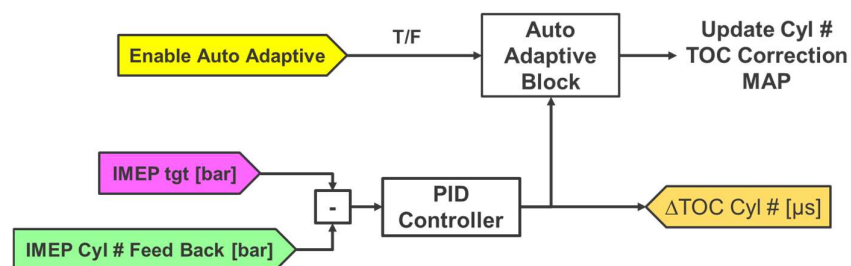 Enable Auto Adaptive
T/F
Auto
Adaptive
Block
Update Cyl #
TOC Correction
MAP
IMEP tgt [bar]
-
PID
Controller
ΔTOC Cyl # [µs]
IMEP Cyl # Feed Back [bar]